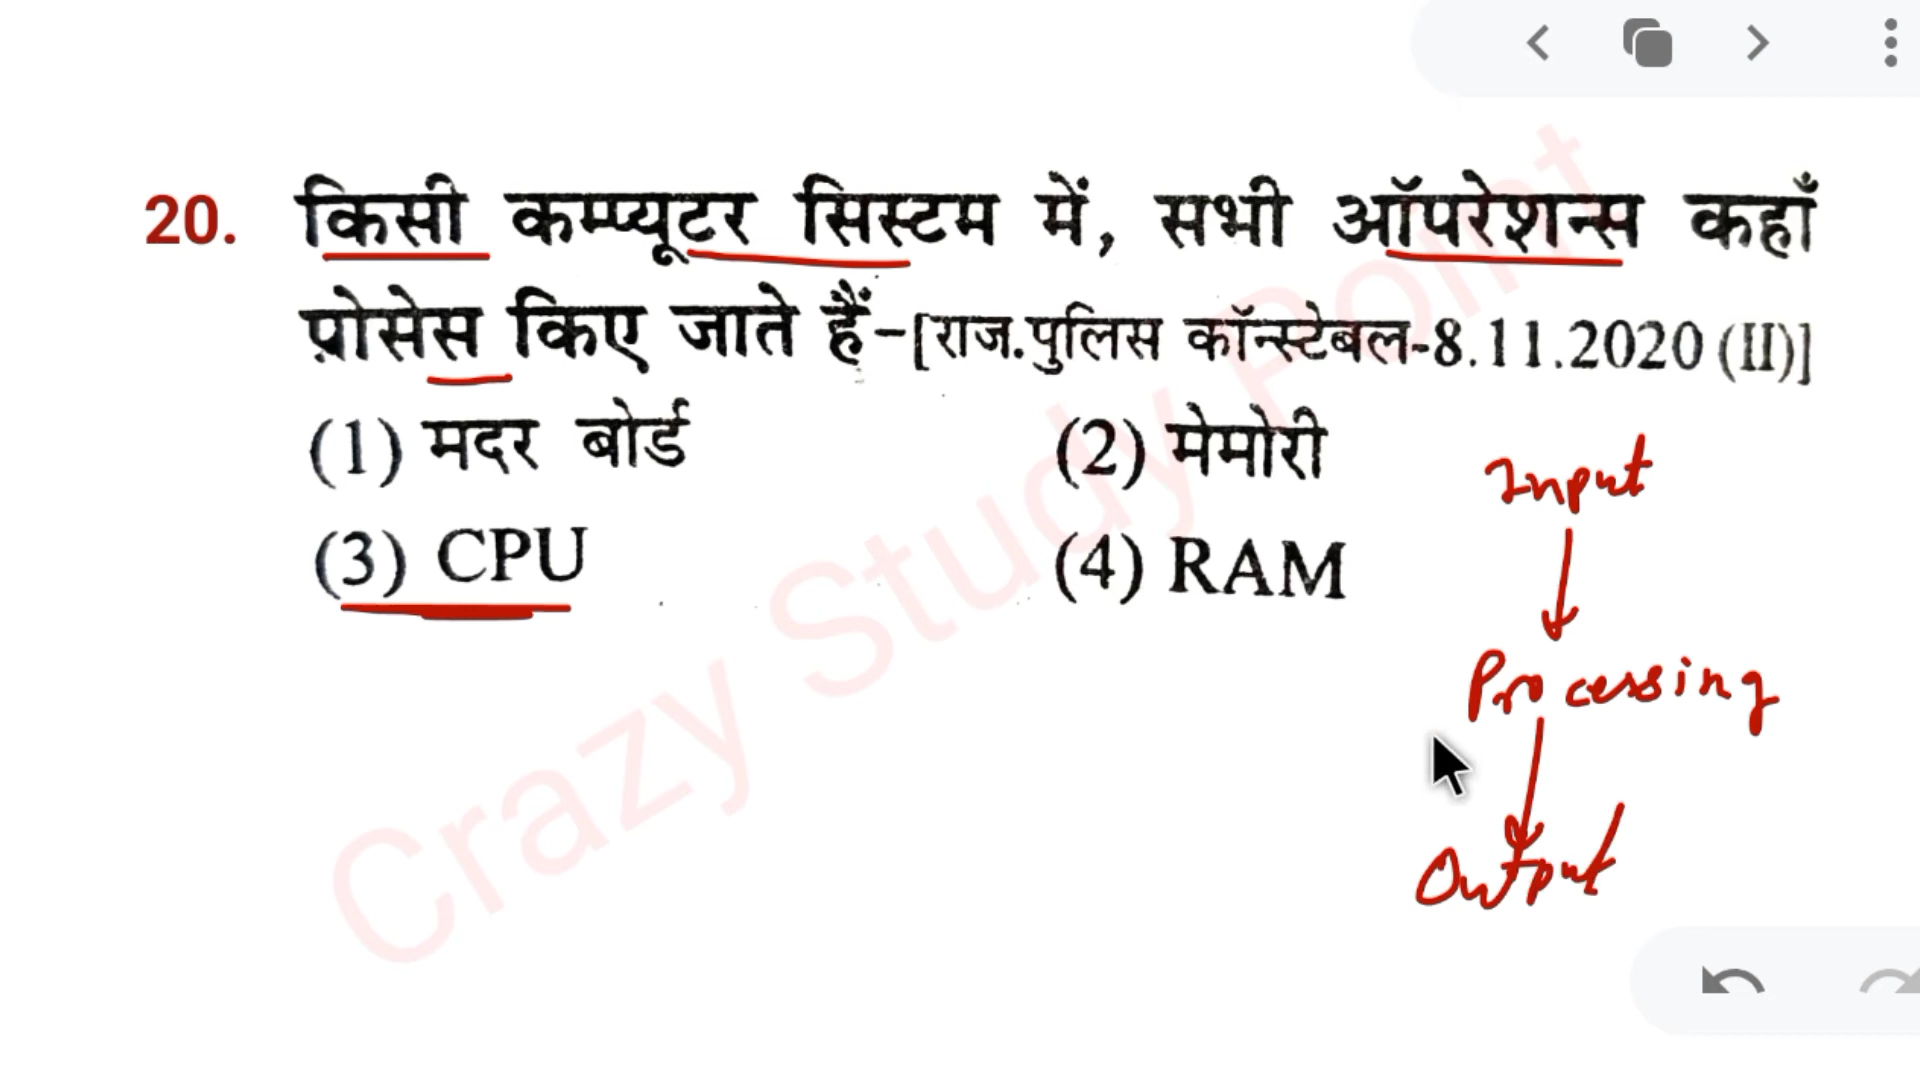 20. किसी कम्प्यूटर सिस्टम में, सभी ऑपरेशन्स कहाँ
प्रोसेस किए जाते हैं-[राज.पुलिस कॉन्स्टेबल-8.11.2020 (II)]
(1) मदर बोर्ड (2) मेमोरी
(3) CPU (4) RAM
Input
Processing
Output
Crazy Study Point